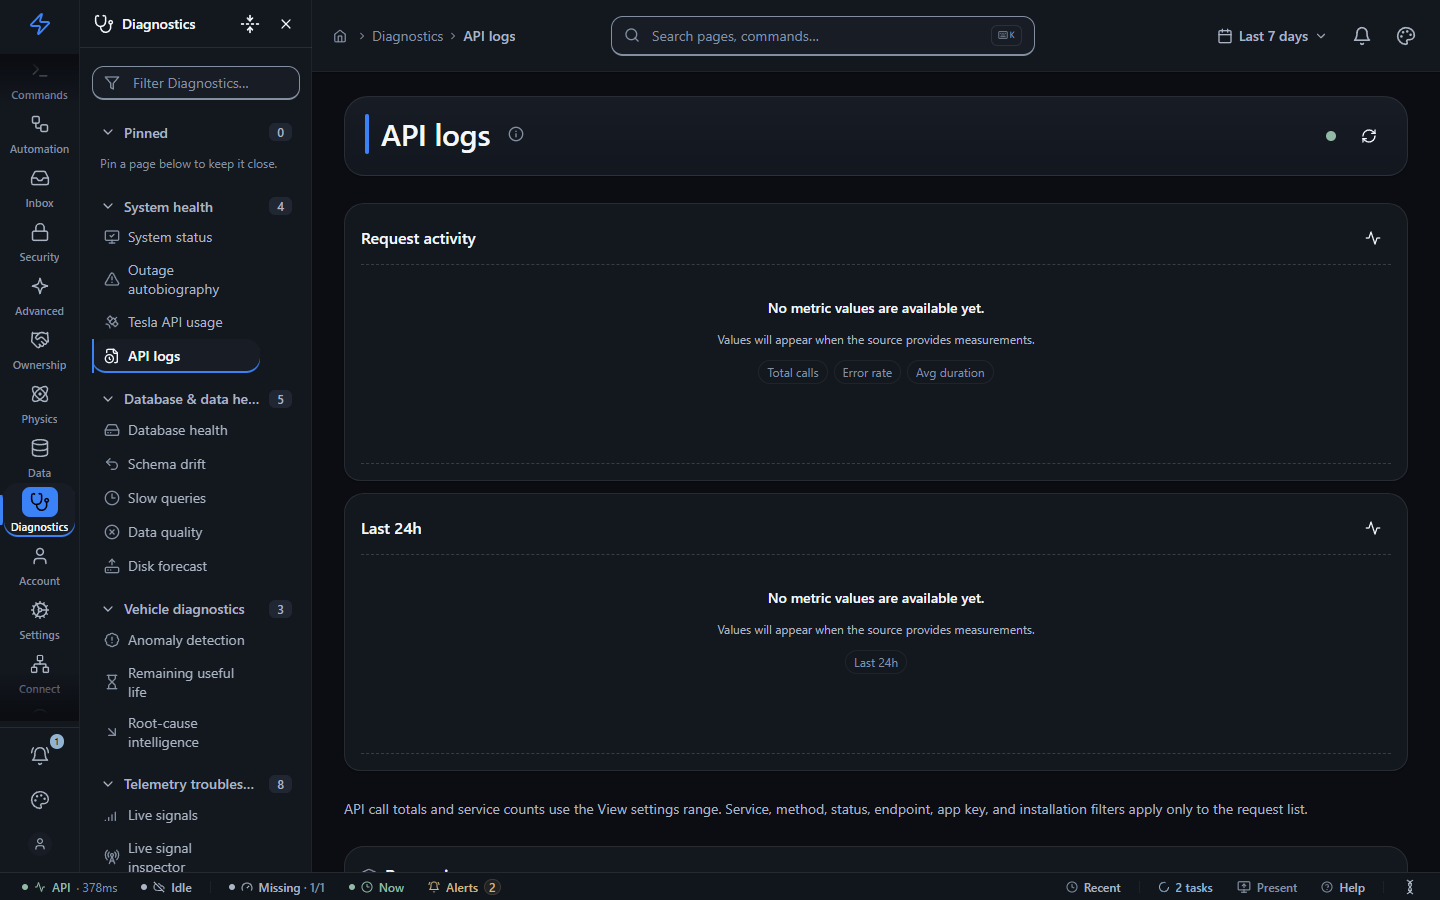 Diagnostics
Diagnostics
API logs
Search pages, commands...
K
Last 7 days
Commands
Automation
Inbox
Security
Advanced
Ownership
Physics
Data
Diagnostics
Account
Settings
Connect
1
Filter Diagnostics...
Pinned
0
Pin a page below to keep it close.
System health
4
System status
Outage
autobiography
Tesla API usage
API logs
Database & data he...
5
Database health
Schema drift
Slow queries
Data quality
Disk forecast
Vehicle diagnostics
3
Anomaly detection
Remaining useful
life
Root-cause
intelligence
Telemetry troubles...
8
Live signals
Live signal
inspector
API logs
Request activity
No metric values are available yet.
Values will appear when the source provides measurements.
Total calls
Error rate
Avg duration
Last 24h
No metric values are available yet.
Values will appear when the source provides measurements.
Last 24h
API call totals and service counts use the View settings range. Service, method, status, endpoint, app key, and installation filters apply only to the request list.
API · 378ms
Idle
Missing · 1/1
Now
Alerts 2
Recent
2 tasks
Present
Help